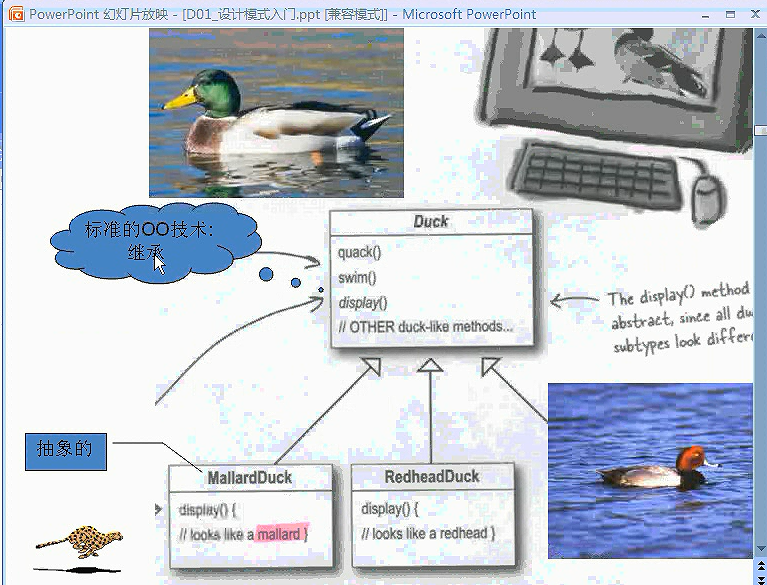 PowerPoint 幻灯片放映 - [D01_设计模式入门.ppt [兼容模式]] - Microsoft PowerPoint
标准的OO技术:
继承
Duck
quack()
swim()
display()
// OTHER duck-like methods...
The display() method
abstract, since all du
subtypes look differ
抽象的
MallardDuck
display() {
// looks like a mallard }
RedheadDuck
display() {
// looks like a redhead }